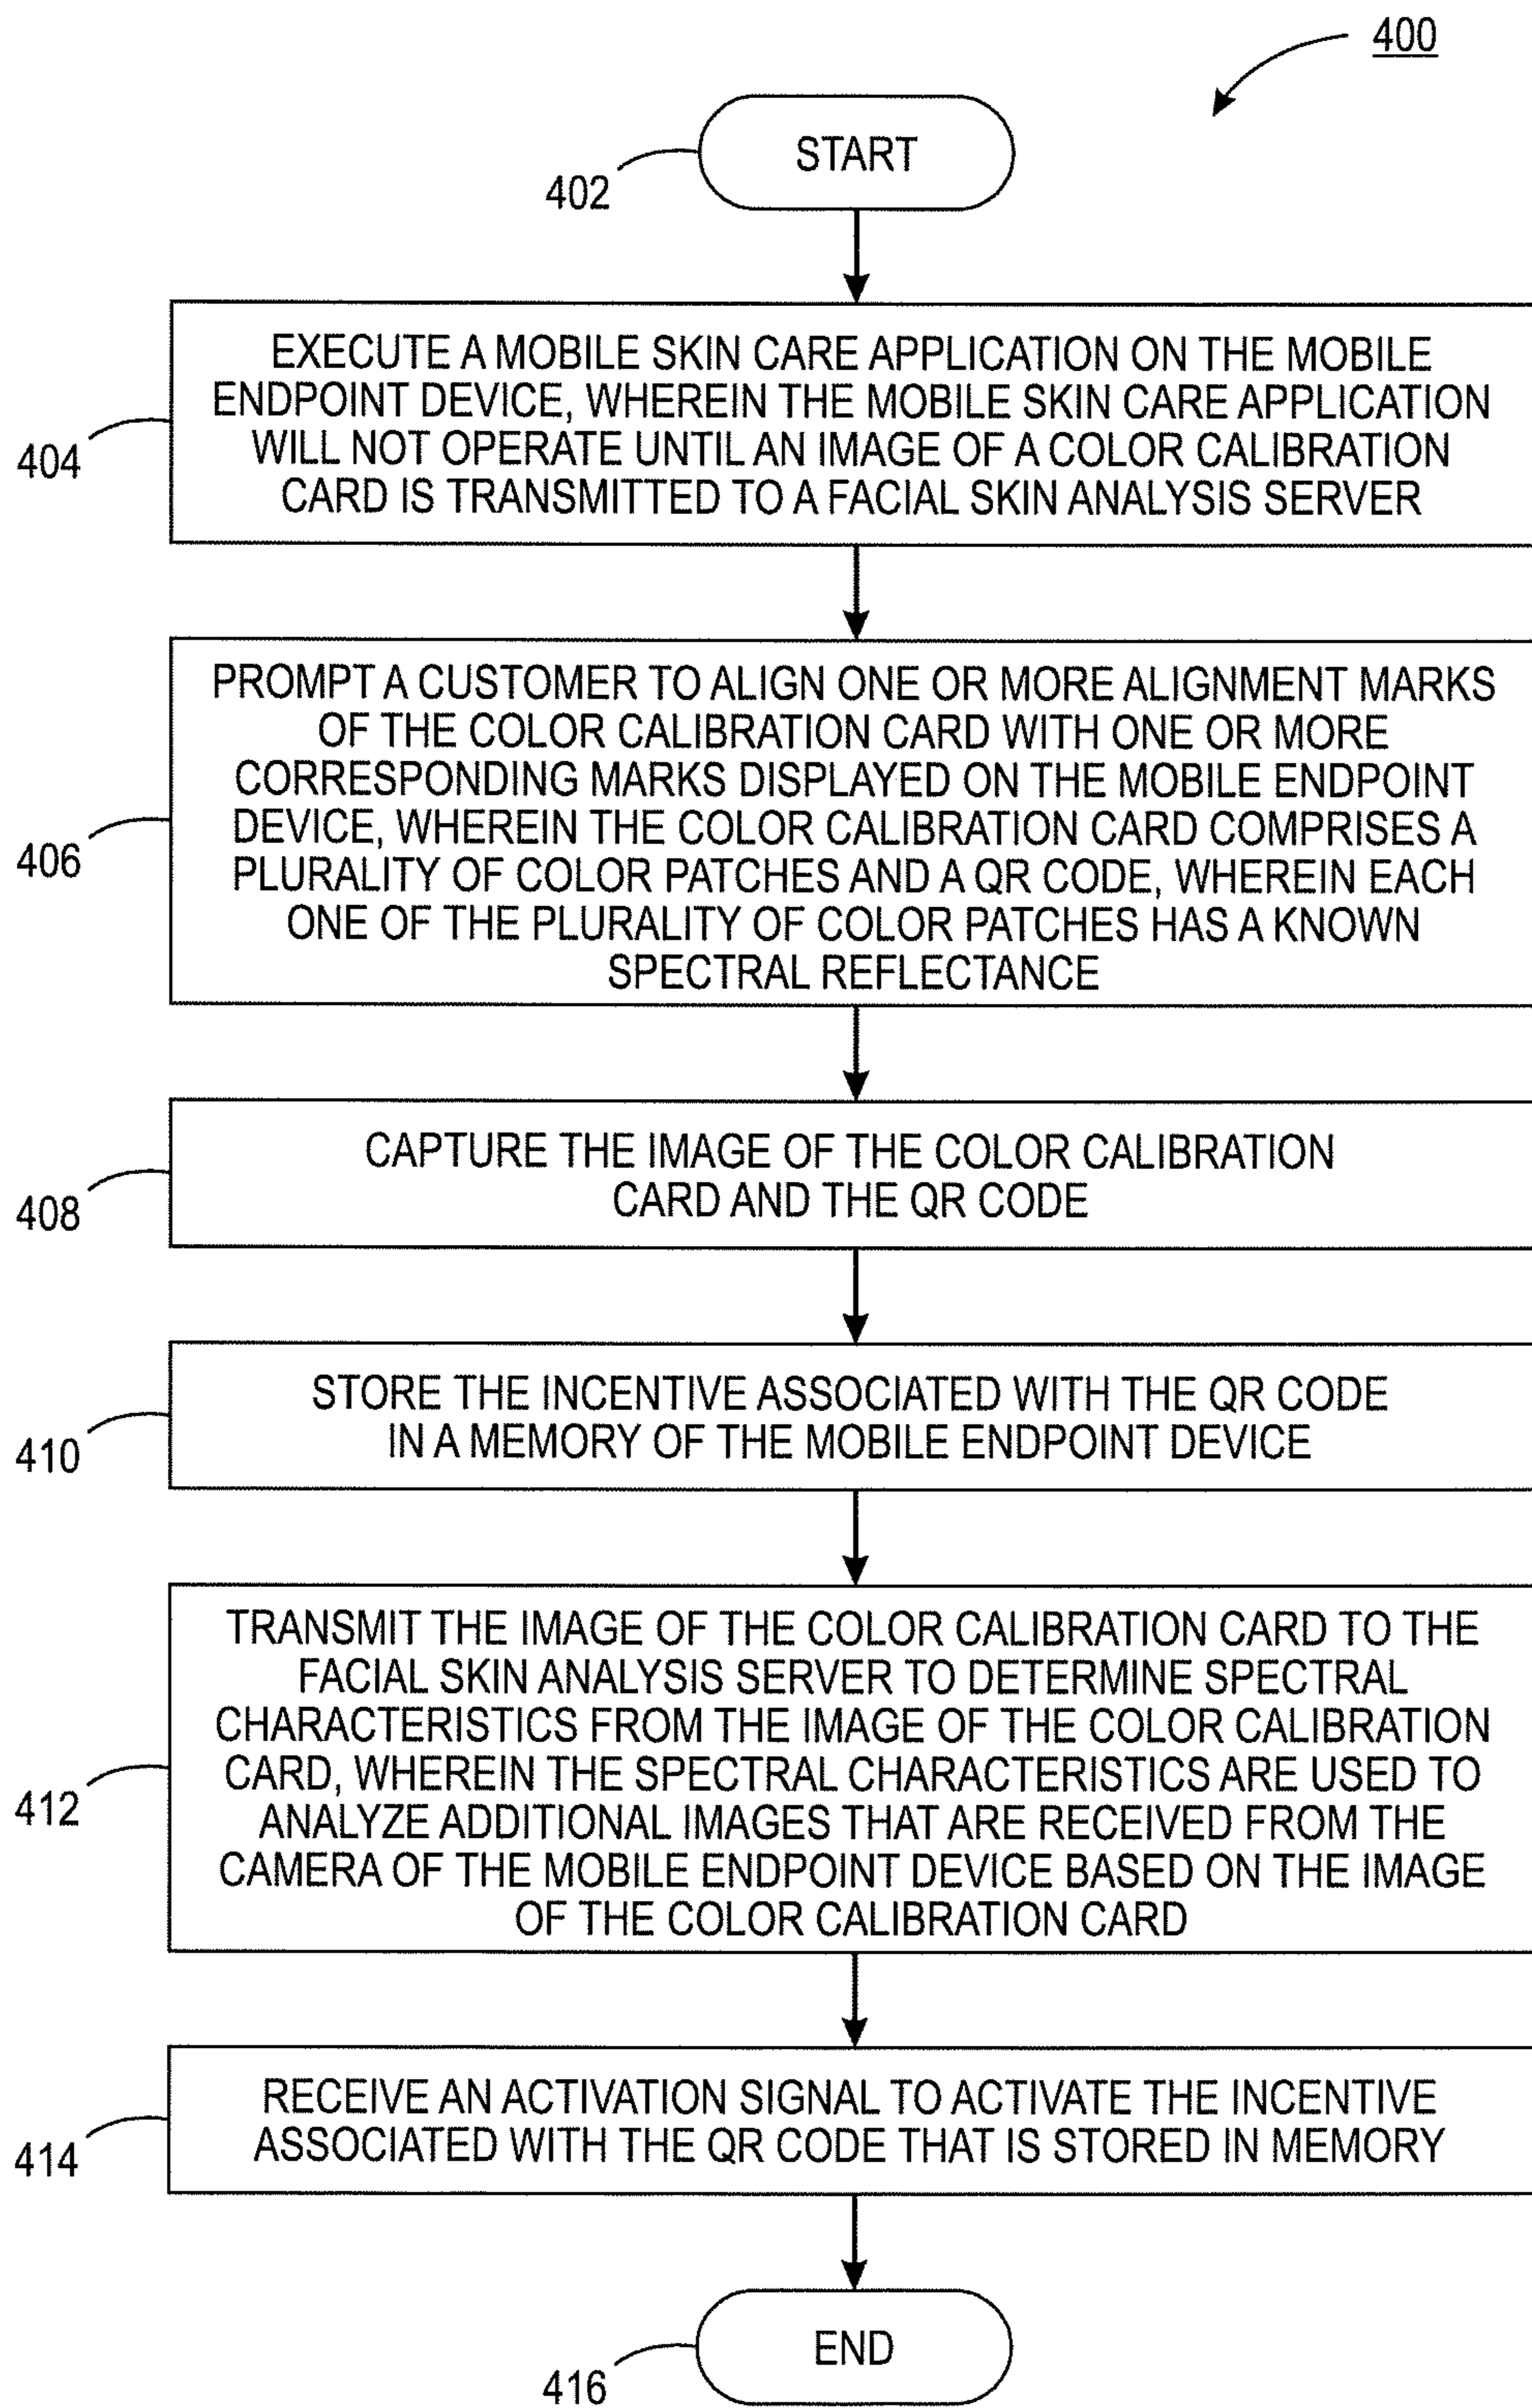 400
START
402
EXECUTE A MOBILE SKIN CARE APPLICATION ON THE MOBILE
ENDPOINT DEVICE, WHEREIN THE MOBILE SKIN CARE APPLICATION
WILL NOT OPERATE UNTIL AN IMAGE OF A COLOR CALIBRATION
CARD IS TRANSMITTED TO A FACIAL SKIN ANALYSIS SERVER
404
PROMPT A CUSTOMER TO ALIGN ONE OR MORE ALIGNMENT MARKS
OF THE COLOR CALIBRATION CARD WITH ONE OR MORE
CORRESPONDING MARKS DISPLAYED ON THE MOBILE ENDPOINT
DEVICE, WHEREIN THE COLOR CALIBRATION CARD COMPRISES A
PLURALITY OF COLOR PATCHES AND A QR CODE, WHEREIN EACH
ONE OF THE PLURALITY OF COLOR PATCHES HAS A KNOWN
SPECTRAL REFLECTANCE
406
CAPTURE THE IMAGE OF THE COLOR CALIBRATION
CARD AND THE QR CODE
408
STORE THE INCENTIVE ASSOCIATED WITH THE QR CODE
IN A MEMORY OF THE MOBILE ENDPOINT DEVICE
410
TRANSMIT THE IMAGE OF THE COLOR CALIBRATION CARD TO THE
FACIAL SKIN ANALYSIS SERVER TO DETERMINE SPECTRAL
CHARACTERISTICS FROM THE IMAGE OF THE COLOR CALIBRATION
CARD, WHEREIN THE SPECTRAL CHARACTERISTICS ARE USED TO
ANALYZE ADDITIONAL IMAGES THAT ARE RECEIVED FROM THE
CAMERA OF THE MOBILE ENDPOINT DEVICE BASED ON THE IMAGE
OF THE COLOR CALIBRATION CARD
412
RECEIVE AN ACTIVATION SIGNAL TO ACTIVATE THE INCENTIVE
ASSOCIATED WITH THE QR CODE THAT IS STORED IN MEMORY
414
END
416